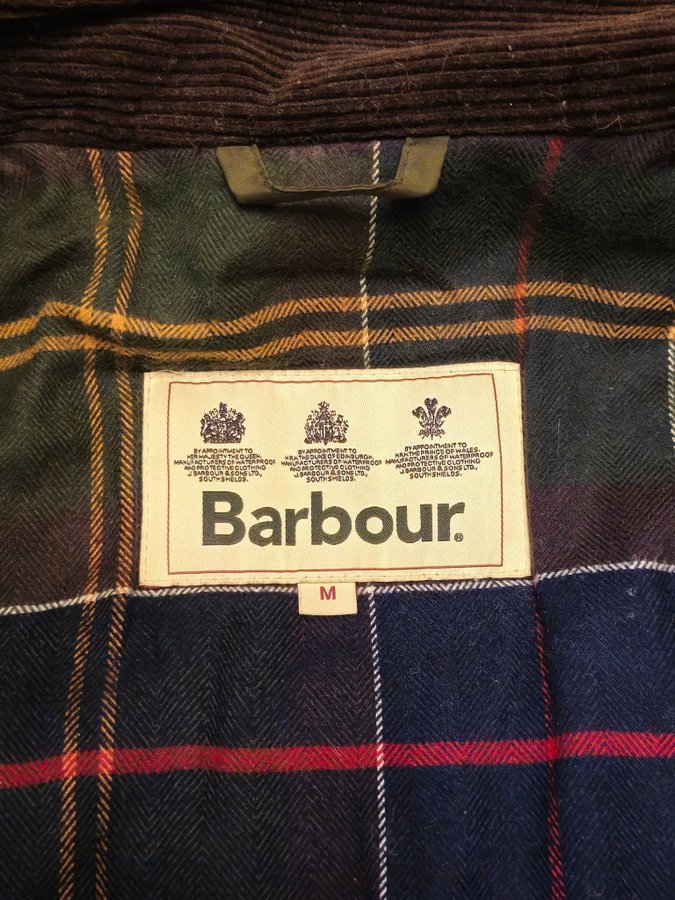 BY APPOINTMENT TO
HER MAJESTY THE QUEEN.
MANUFACTURERS OF WATERPROOF
AND PROTECTIVE CLOTHING
J. BARBOUR & SONS LTD,
SOUTH SHIELDS.
BY APPOINTMENT TO
H.R.H. THE DUKE OF EDINBURGH.
MANUFACTURERS OF WATERPROOF
AND PROTECTIVE CLOTHING
J. BARBOUR & SONS LTD,
SOUTH SHIELDS.
BY APPOINTMENT TO
H.R.H. THE PRINCE OF WALES.
MANUFACTURERS OF WATERPROOF
AND PROTECTIVE CLOTHING
J. BARBOUR & SONS LTD,
SOUTH SHIELDS.
Barbour®
M